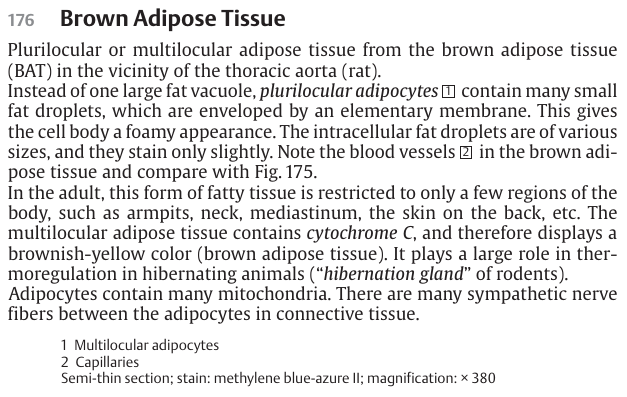 176 Brown Adipose Tissue
Plurilocular or multilocular adipose tissue from the brown adipose tissue
(BAT) in the vicinity of the thoracic aorta (rat).
Instead of one large fat vacuole, plurilocular adipocytes 1 contain many small
fat droplets, which are enveloped by an elementary membrane. This gives
the cell body a foamy appearance. The intracellular fat droplets are of various
sizes, and they stain only slightly. Note the blood vessels 2 in the brown adi-
pose tissue and compare with Fig. 175.
In the adult, this form of fatty tissue is restricted to only a few regions of the
body, such as armpits, neck, mediastinum, the skin on the back, etc. The
multilocular adipose tissue contains cytochrome C, and therefore displays a
brownish-yellow color (brown adipose tissue). It plays a large role in ther-
moregulation in hibernating animals (“hibernation gland” of rodents).
Adipocytes contain many mitochondria. There are many sympathetic nerve
fibers between the adipocytes in connective tissue.
1 Multilocular adipocytes
2 Capillaries
Semi-thin section; stain: methylene blue-azure II; magnification: × 380